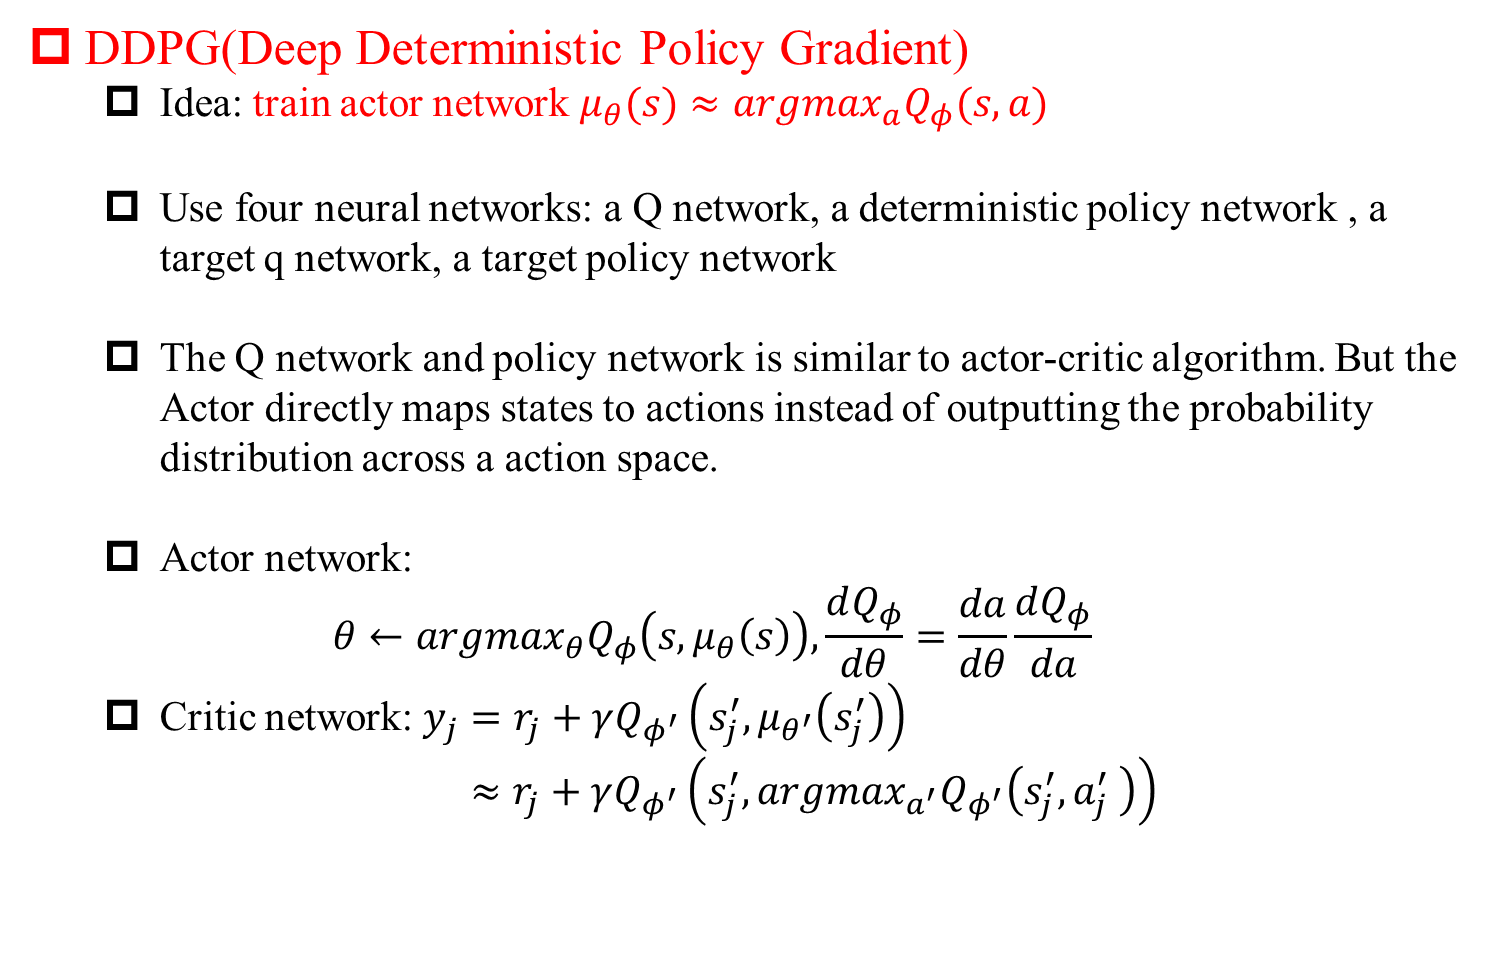 DDPG(Deep Deterministic Policy Gradient)
Idea: train actor network μ_θ(s) ≈ argmax_a Q_ϕ(s, a)
Use four neural networks: a Q network, a deterministic policy network , a
target q network, a target policy network
The Q network and policy network is similar to actor-critic algorithm. But the
Actor directly maps states to actions instead of outputting the probability
distribution across a action space.
Actor network:
θ ← argmax_θ Q_ϕ(s, μ_θ(s)), dQ_ϕ/dθ = da/dθ dQ_ϕ/da
Critic network: y_j = r_j + γQ_ϕ′(s′_j, μ_θ′(s′_j))
≈ r_j + γQ_ϕ′(s′_j, argmax_a′ Q_ϕ′(s′_j, a′_j ))